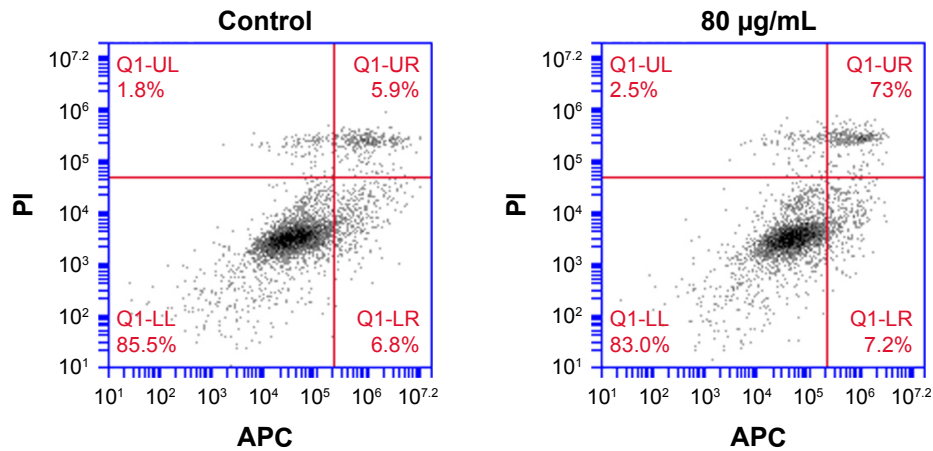 Control
80 µg/mL
PI
10^7.2
10^6
10^5
10^4
10^3
10^2
10^1
Q1-UL
1.8%
Q1-UR
5.9%
Q1-LL
85.5%
Q1-LR
6.8%
10^1 10^2 10^3 10^4 10^5 10^6 10^7.2
APC
PI
10^7.2
10^6
10^5
10^4
10^3
10^2
10^1
Q1-UL
2.5%
Q1-UR
73%
Q1-LL
83.0%
Q1-LR
7.2%
10^1 10^2 10^3 10^4 10^5 10^6 10^7.2
APC